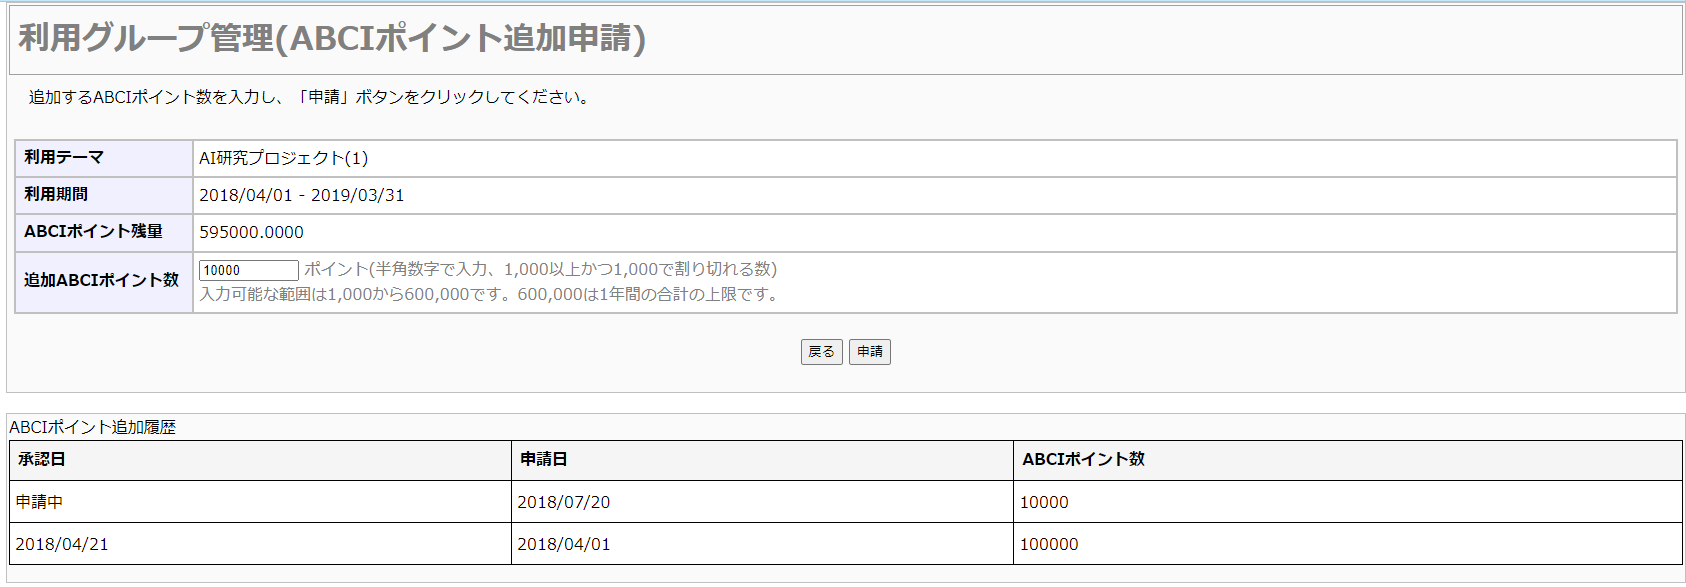 利用グループ管理(ABCIポイント追加申請)
追加するABCIポイント数を入力し、「申請」ボタンをクリックしてください。
利用テーマ AI研究プロジェクト(1)
利用期間 2018/04/01 - 2019/03/31
ABCIポイント残量 595000.0000
追加ABCIポイント数 10000 ポイント(半角数字で入力、1,000以上かつ1,000で割り切れる数)
入力可能な範囲は1,000から600,000です。600,000は1年間の合計の上限です。
戻る 申請
ABCIポイント追加履歴
承認日 申請日 ABCIポイント数
申請中 2018/07/20 10000
2018/04/21 2018/04/01 100000